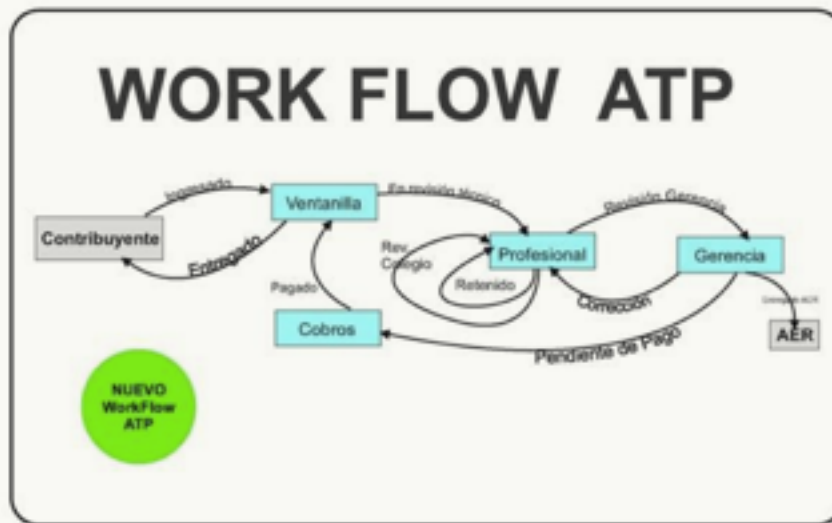 WORK FLOW ATP
Ingresado
Ventanilla
En revisión técnico
Revisión Gerencia
Contribuyente
Entregado
Rev.
Colegio
Profesional
Gerencia
Pagado
Retenido
Corrección
Cobros
Pendiente de Pago
AER
NUEVO
WorkFlow
ATP